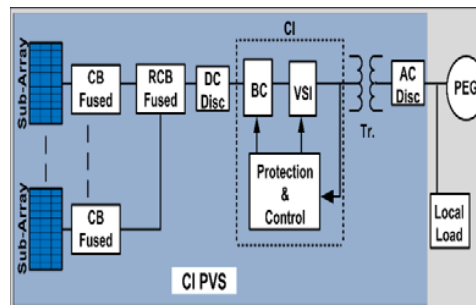 CI
Sub-Array
CB
Fused
RCB
Fused
DC
Disc
BC
VSI
Tr.
AC
Disc
PEG
Protection
&
Control
Sub-Array
CB
Fused
Local
Load
CI PVS